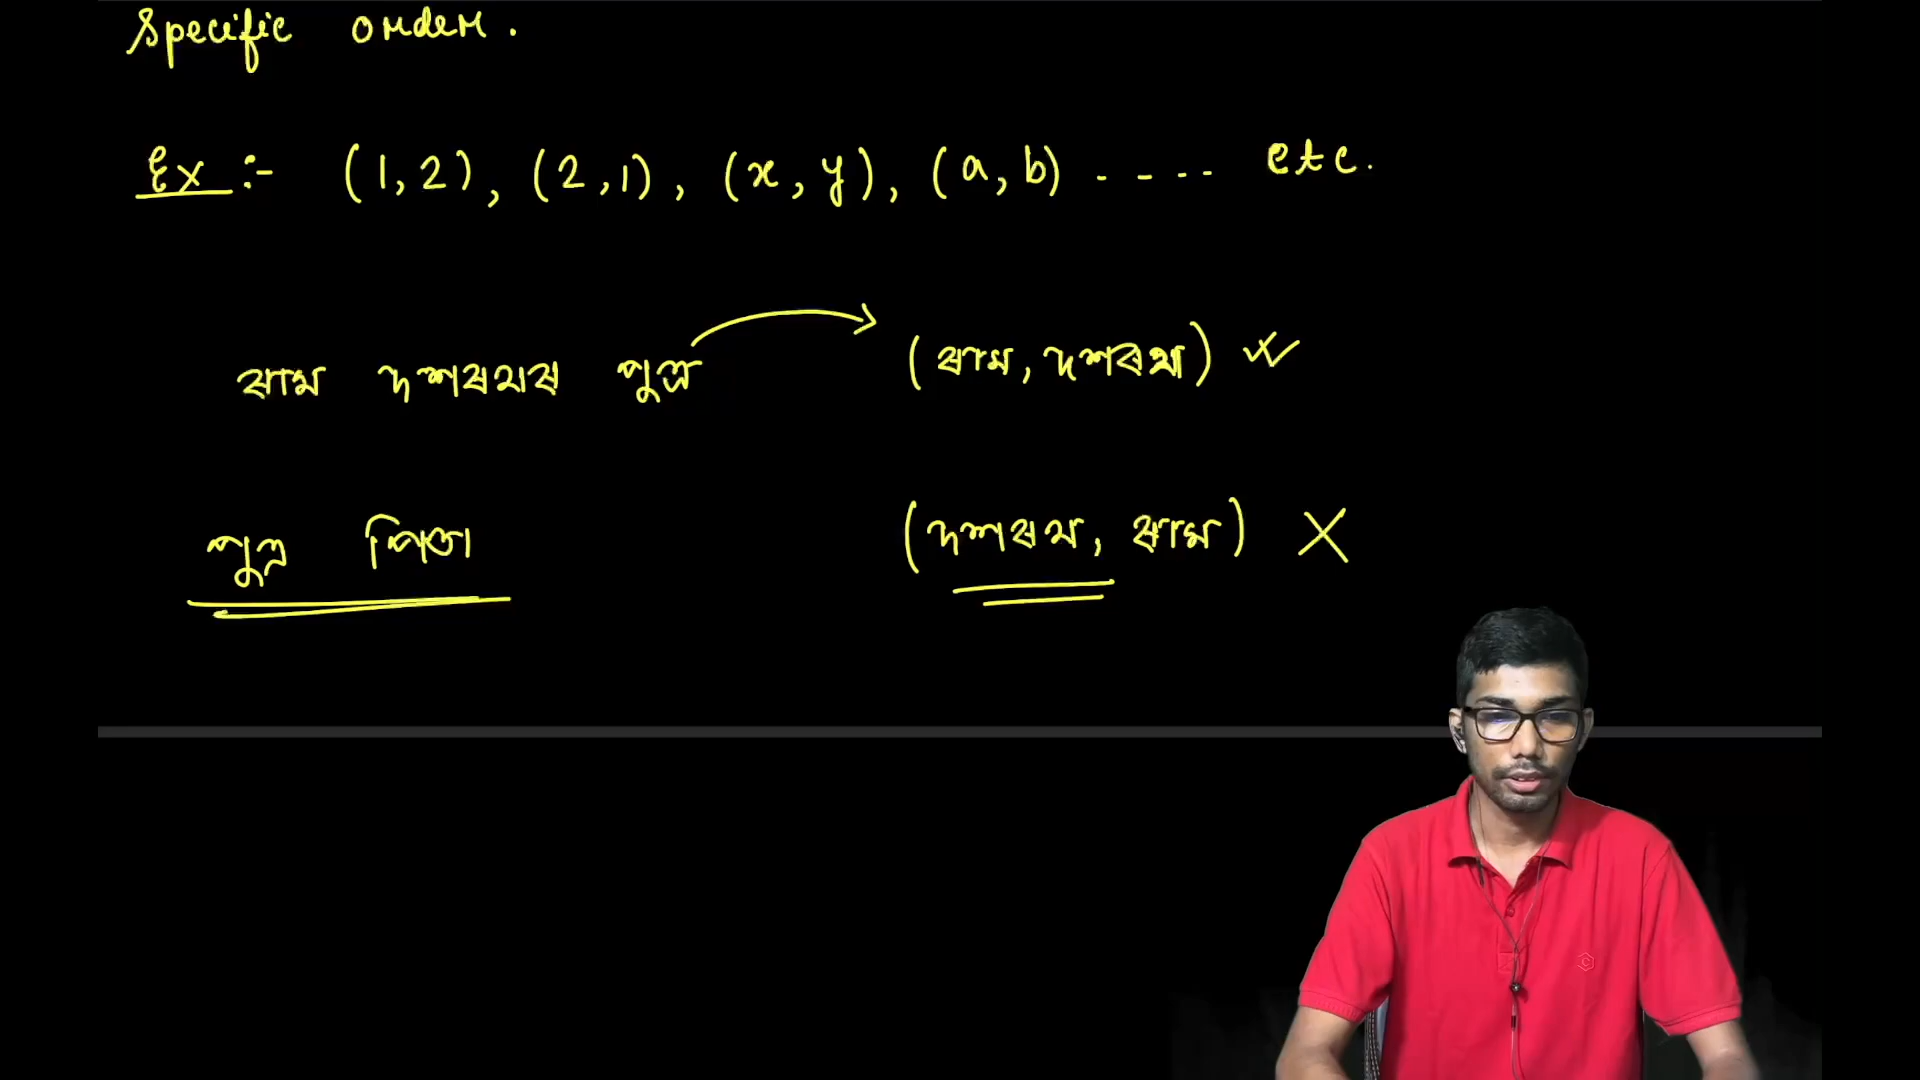 Specific order.
Ex :- (1,2), (2,1), (x,y), (a,b) ---- etc.
ৰাম দশৰথৰ পুত্ৰ (ৰাম, দশৰথ)
পুত্ৰ পিতা (দশৰথ, ৰাম) ×